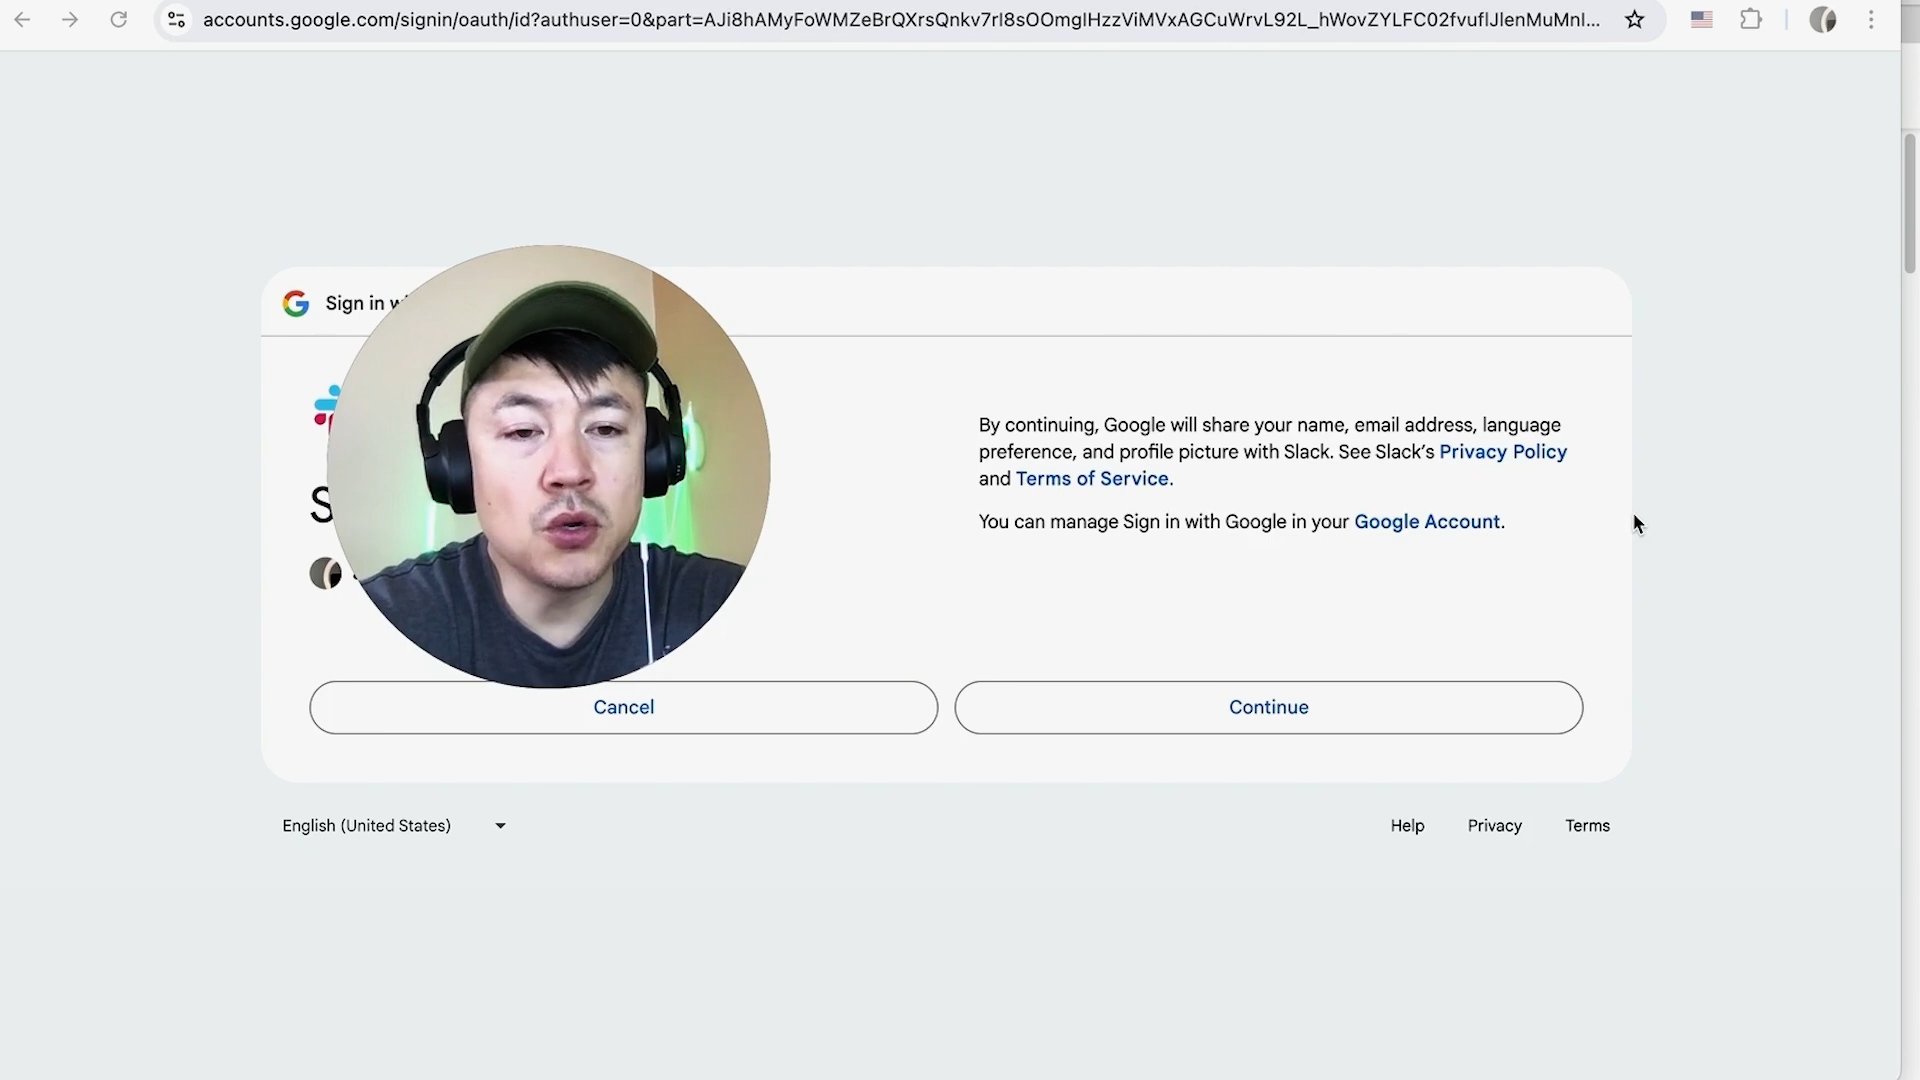 accounts.google.com/signin/oauth/id?authuser=0&part=AJi8hAMyFoWMZeBrQXrsQnkv7rl8sOOmglHzzViMVxAGCuWrvL92L_hWovZYLFC02fvuflJlenMuMnl...
Sign in w
By continuing, Google will share your name, email address, language
preference, and profile picture with Slack. See Slack’s Privacy Policy
and Terms of Service.
S
You can manage Sign in with Google in your Google Account.
Cancel
Continue
English (United States)
Help
Privacy
Terms